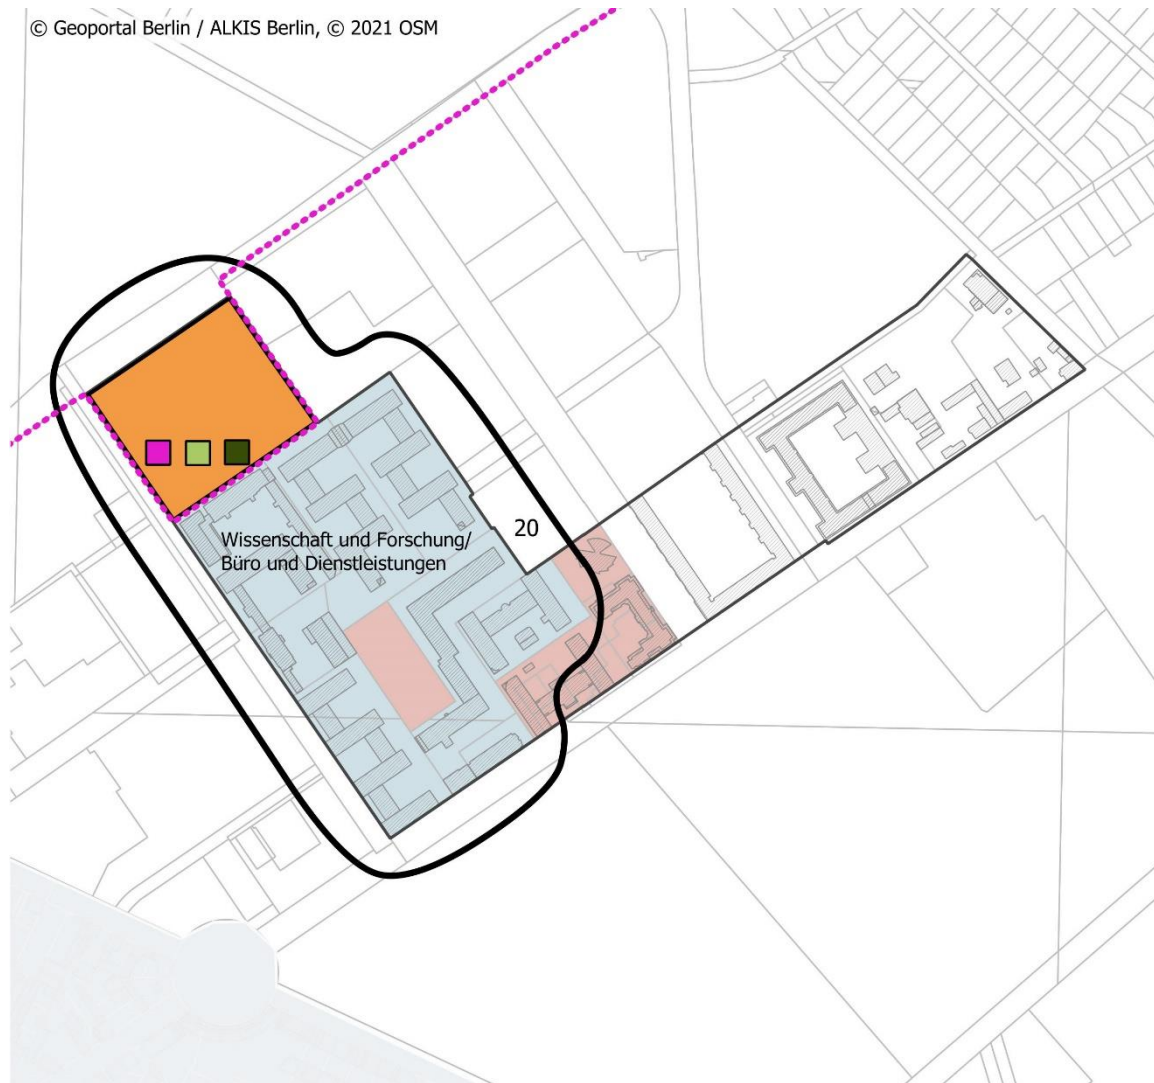 © Geoportal Berlin / ALKIS Berlin, © 2021 OSM
20
Wissenschaft und Forschung/
Büro und Dienstleistungen